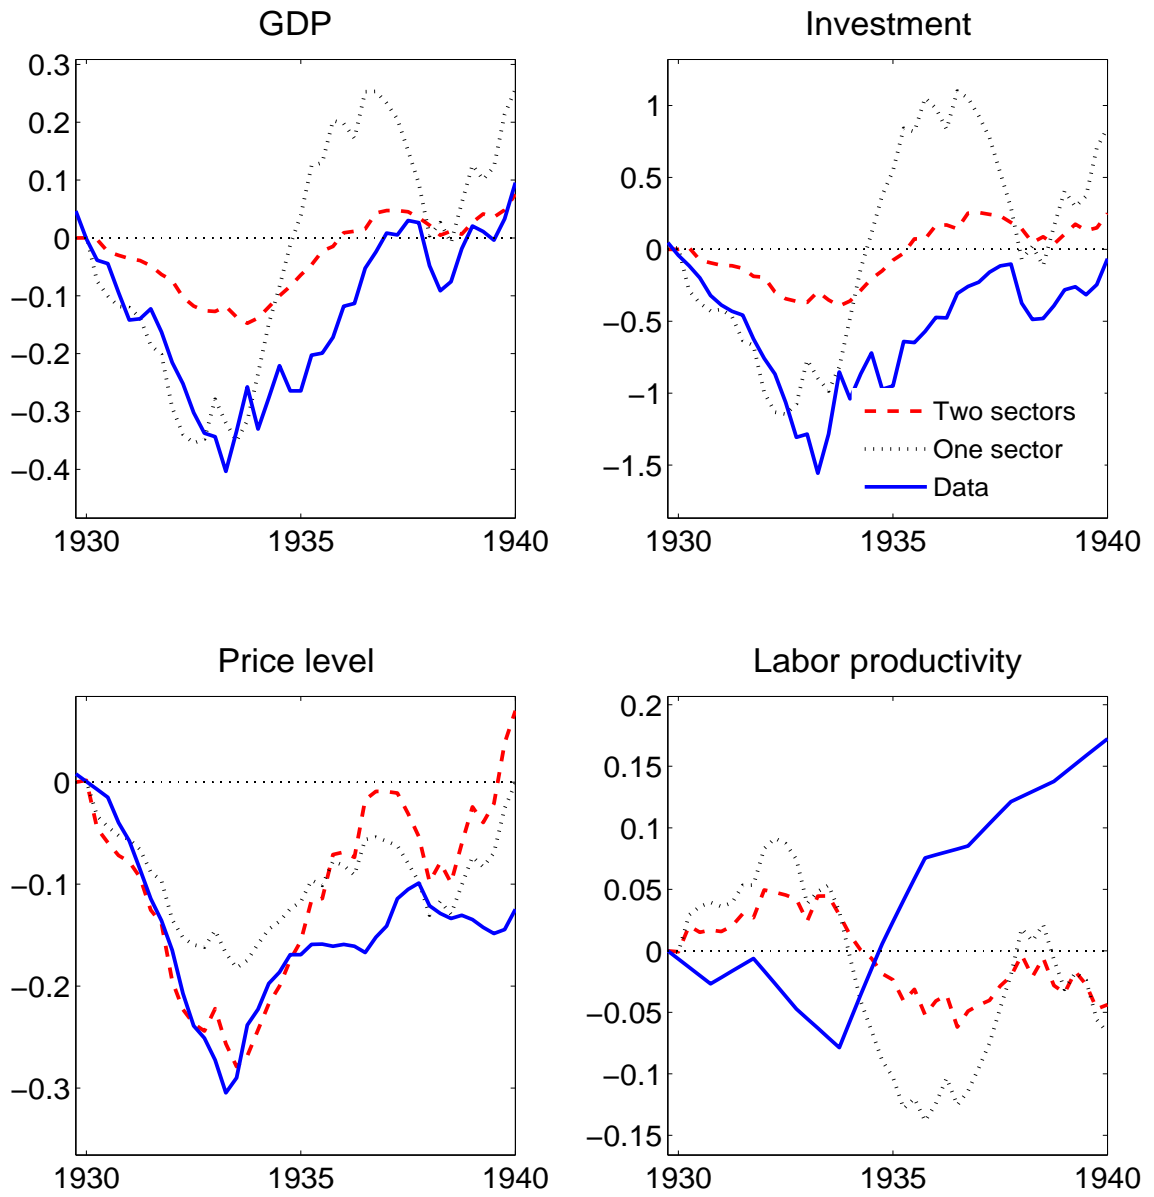 GDP
0.3
0.2
0.1
0
−0.1
−0.2
−0.3
−0.4
1930 1935 1940
Investment
1
0.5
0
−0.5
−1
−1.5
Two sectors
One sector
Data
1930 1935 1940
Price level
0
−0.1
−0.2
−0.3
1930 1935 1940
Labor productivity
0.2
0.15
0.1
0.05
0
−0.05
−0.1
−0.15
1930 1935 1940